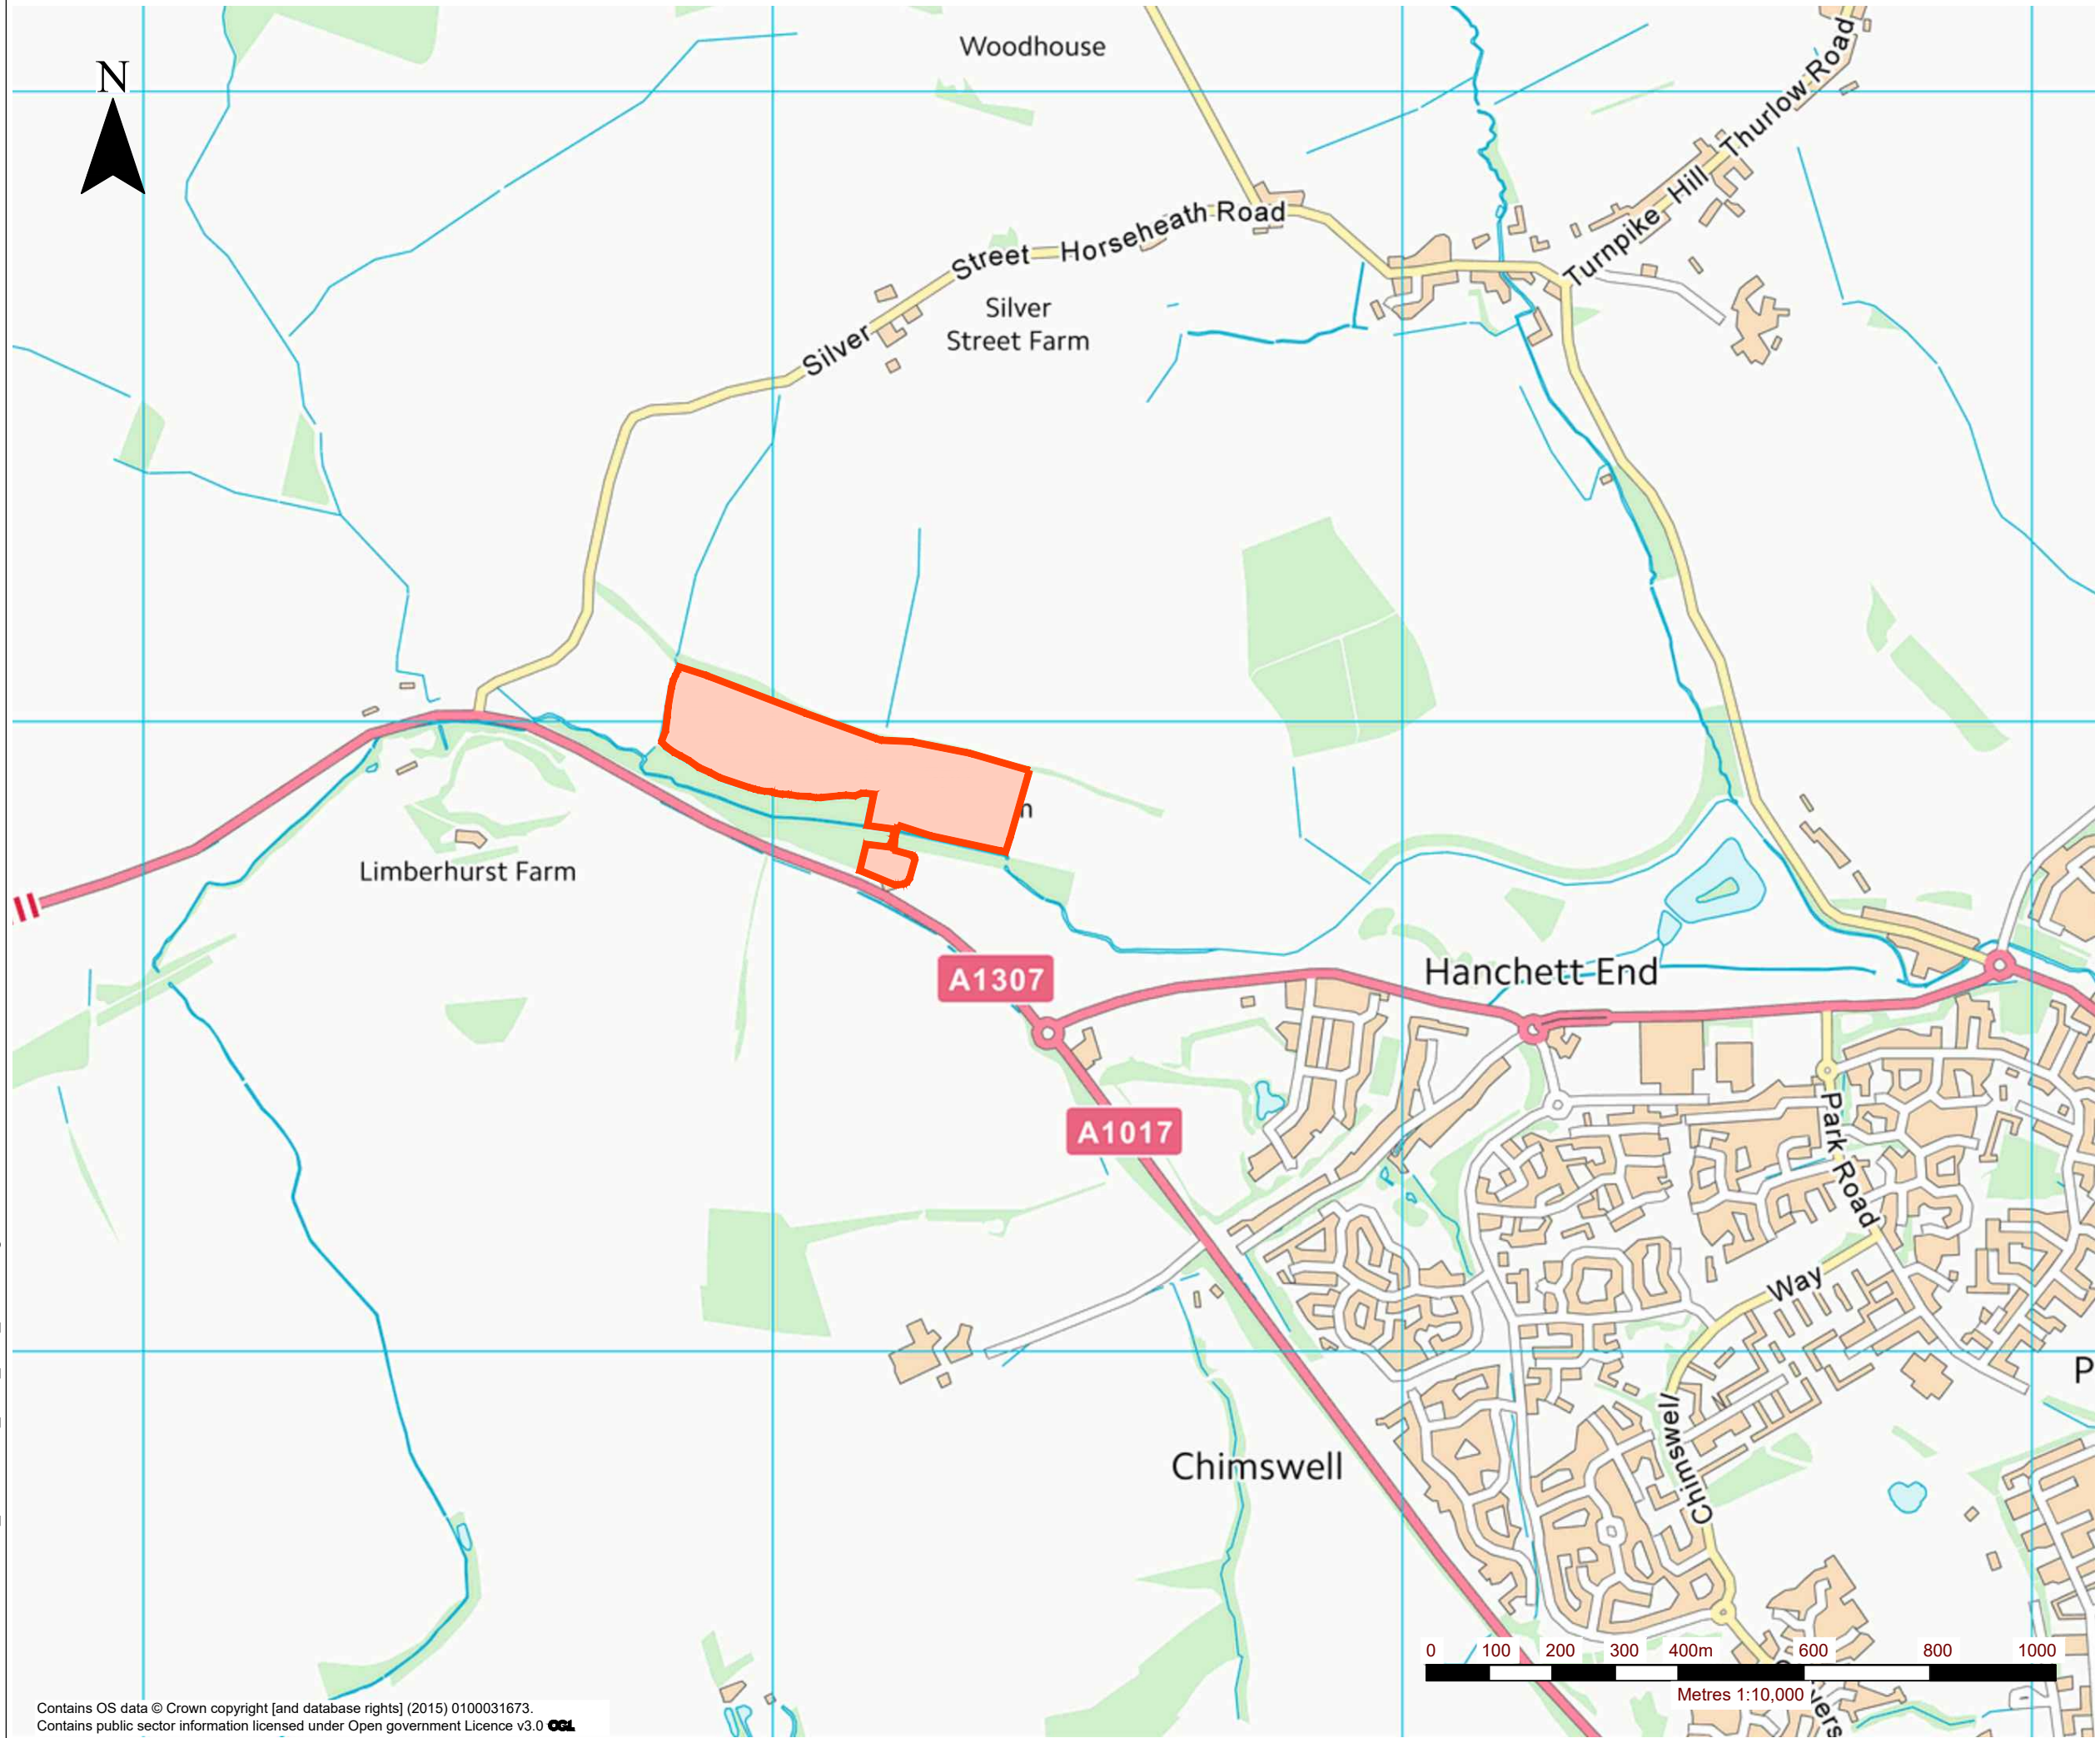 Woodhouse
N
Thurlow Road
Turnpike Hill
Silver Street
Horseheath Road
Silver
Street Farm
n
Limberhurst Farm
A1307
Hanchett End
A1017
Park Road
Chimswell Way
P
Chimswell
0 100 200 300 400m 600 800 1000
Metres 1:10,000
Contains OS data © Crown copyright [and database rights] (2015) 0100031673.
Contains public sector information licensed under Open government Licence v3.0 OGL